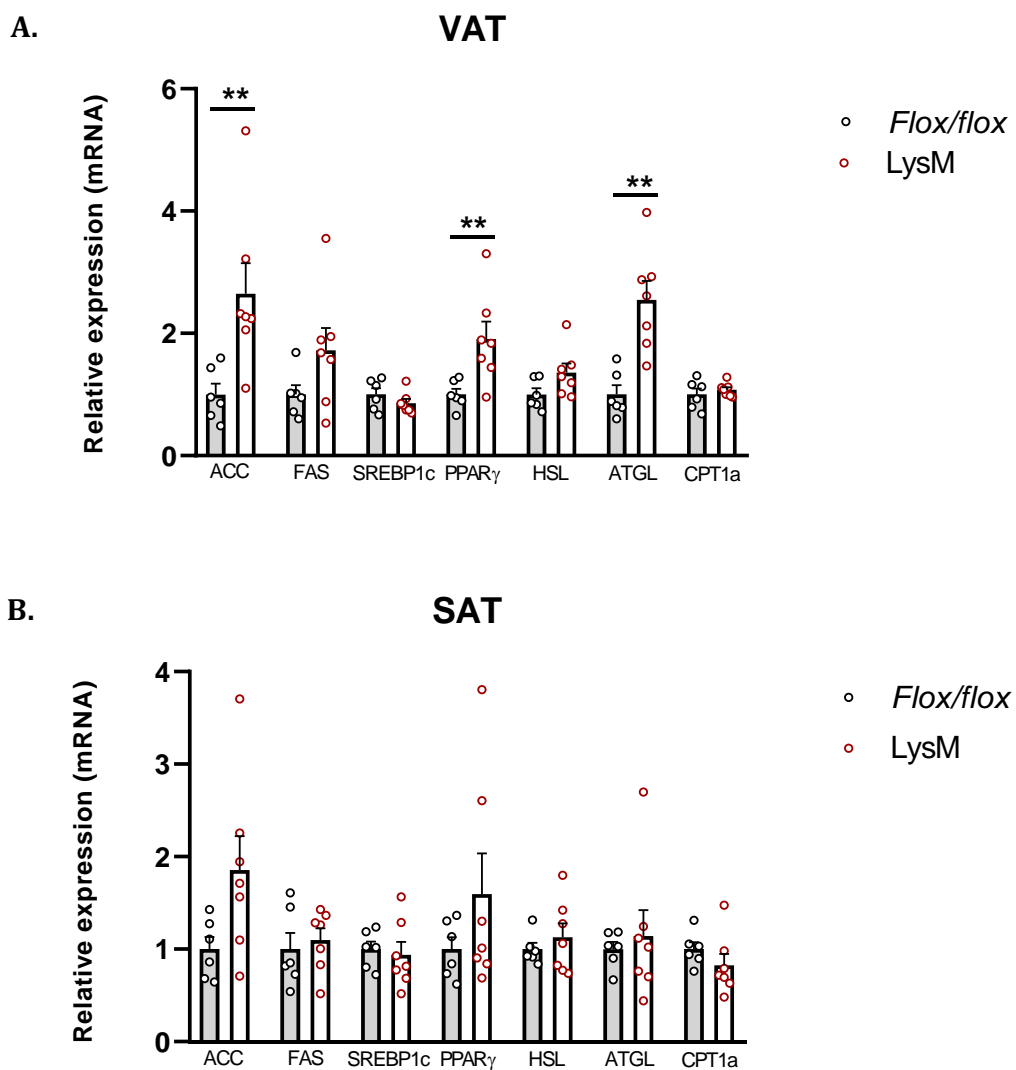 A.
VAT
Relative expression (mRNA)
6
4
2
0
**
**
**
ACC FAS SREBP1c PPARγ HSL ATGL CPT1a
Flox/flox
LysM
B.
SAT
Relative expression (mRNA)
4
3
2
1
0
ACC FAS SREBP1c PPARγ HSL ATGL CPT1a
Flox/flox
LysM